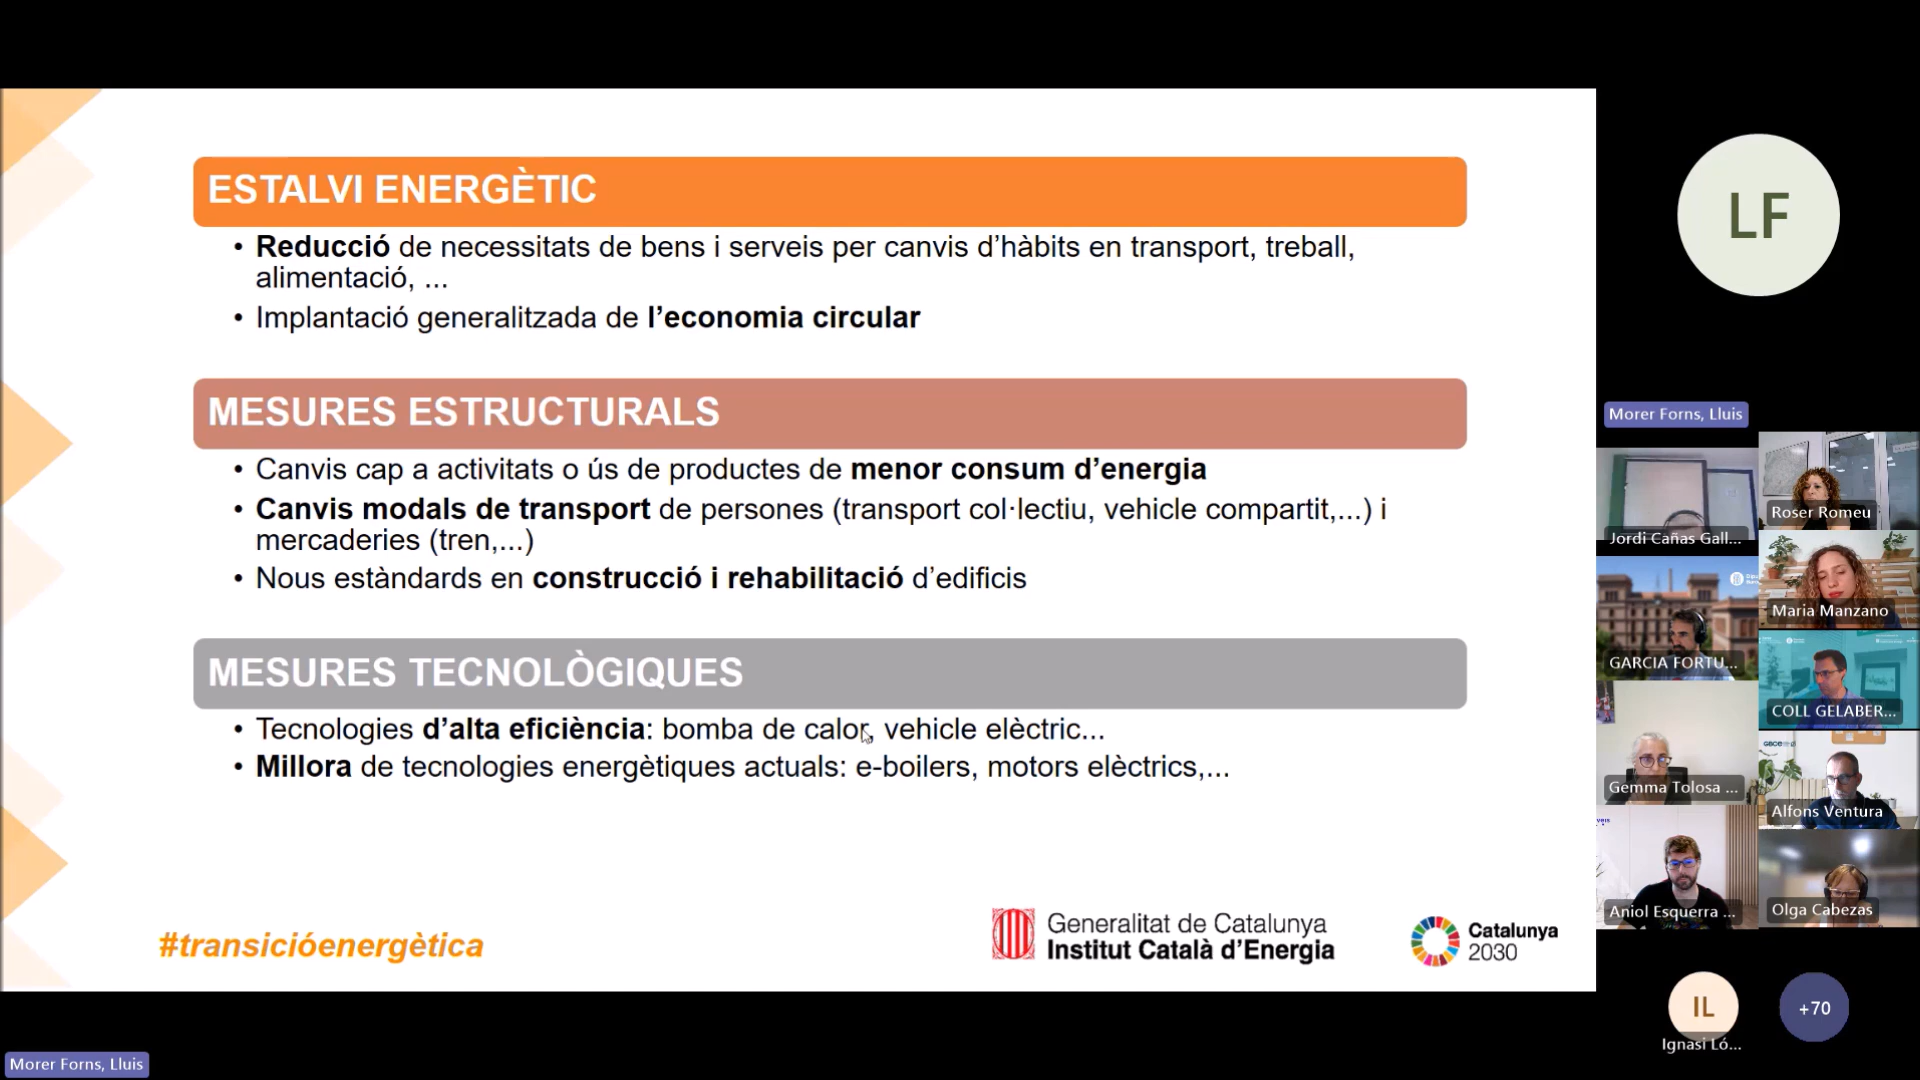 ESTALVI ENERGÈTIC
• Reducció de necessitats de bens i serveis per canvis d'hàbits en transport, treball,
alimentació, ...
• Implantació generalitzada de l'economia circular
MESURES ESTRUCTURALS
• Canvis cap a activitats o ús de productes de menor consum d'energia
• Canvis modals de transport de persones (transport col·lectiu, vehicle compartit,...) i
mercaderies (tren,...)
• Nous estàndards en construcció i rehabilitació d'edificis
MESURES TECNOLÒGIQUES
• Tecnologies d'alta eficiència: bomba de calor, vehicle elèctric...
• Millora de tecnologies energètiques actuals: e-boilers, motors elèctrics,...
#transicióenergètica
Generalitat de Catalunya
Institut Català d'Energia
Catalunya
2030
Morer Forns, Lluis
LF
Morer Forns, Lluis
Jordi Cañas Gall...
Roser Romeu
GARCIA FORTU...
Maria Manzano
COLL GELABER...
Gemma Tolosa ...
Alfons Ventura
Aniol Esquerra ...
Olga Cabezas
IL
Ignasi Ló...
+70